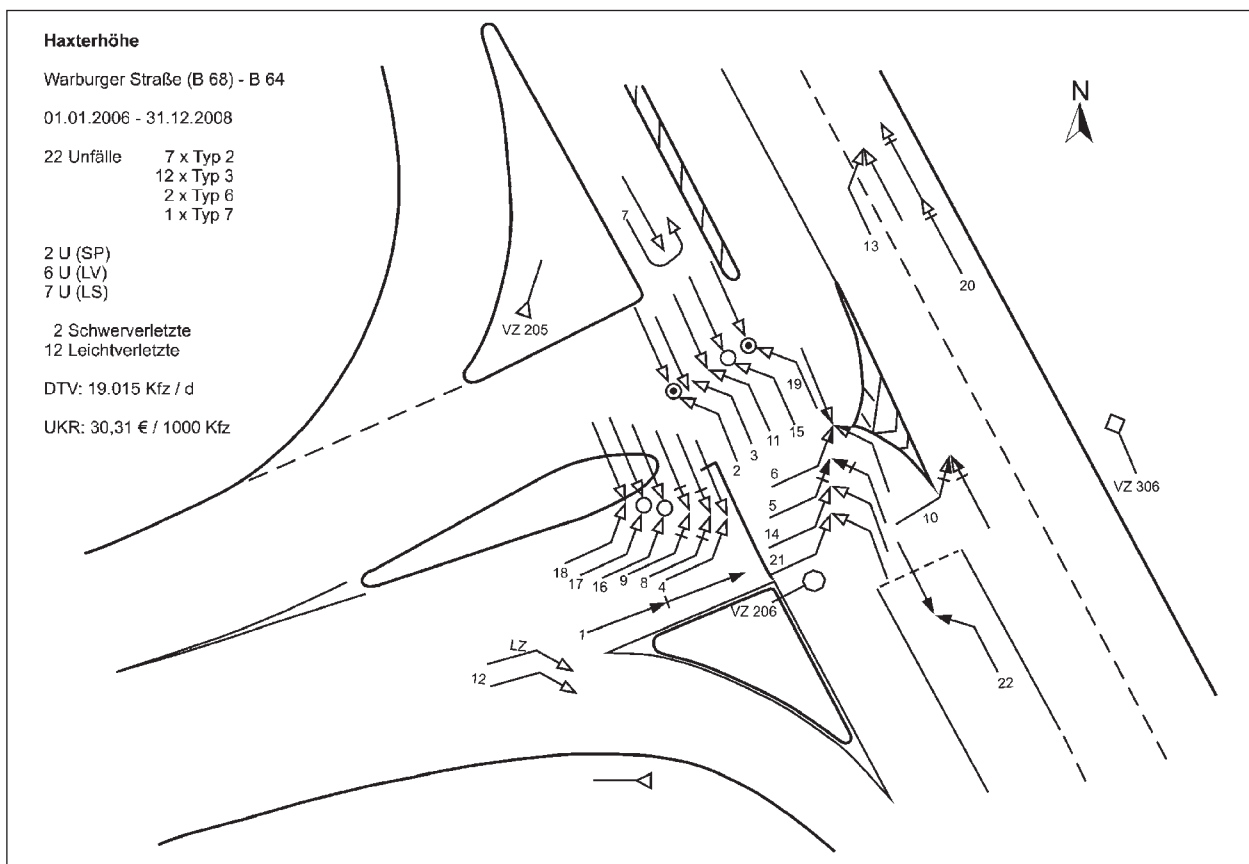 Haxterhöhe
Warburger Straße (B 68) - B 64
01.01.2006 - 31.12.2008
22 Unfälle 7 x Typ 2
12 x Typ 3
2 x Typ 6
1 x Typ 7
2 U (SP)
6 U (LV)
7 U (LS)
2 Schwerverletzte
12 Leichtverletzte
DTV: 19.015 Kfz / d
UKR: 30,31 € / 1000 Kfz
N
7
13
20
VZ 205
19
15
11
3
2
6
5
14
21
10
VZ 306
18
17
16
9
8
4
1
VZ 206
LZ
12
22